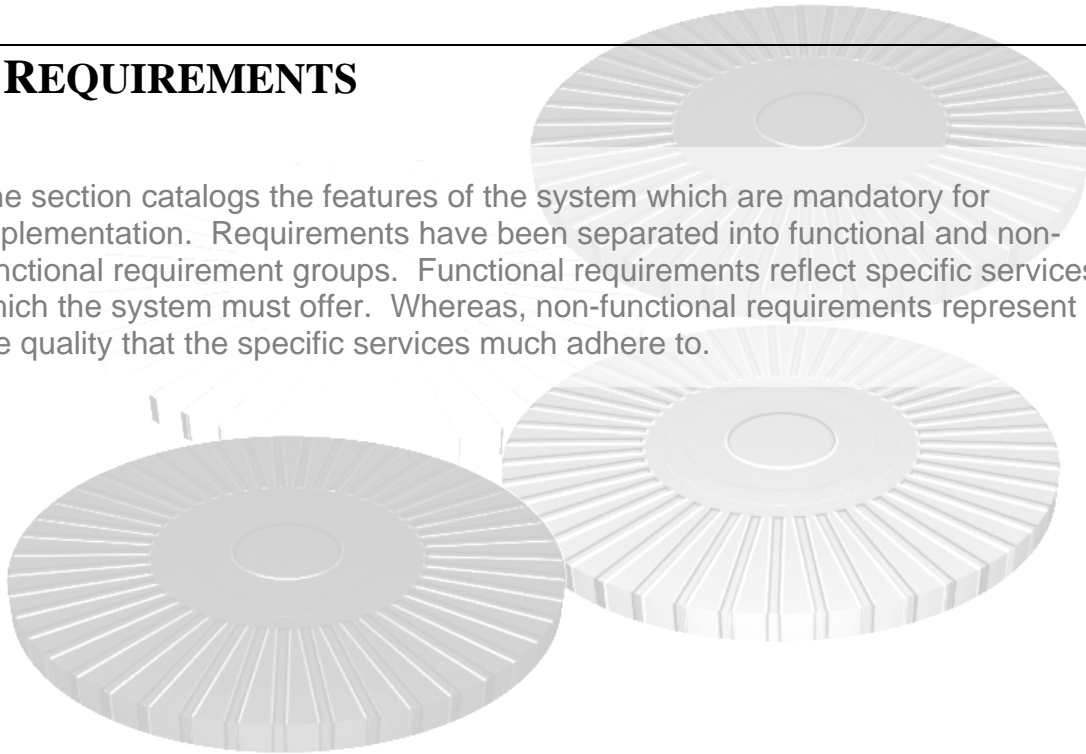 REQUIREMENTS
he section catalogs the features of the system which are mandatory for
plementation. Requirements have been separated into functional and non-
nctional requirement groups. Functional requirements reflect specific services
hich the system must offer. Whereas, non-functional requirements represent
e quality that the specific services much adhere to.